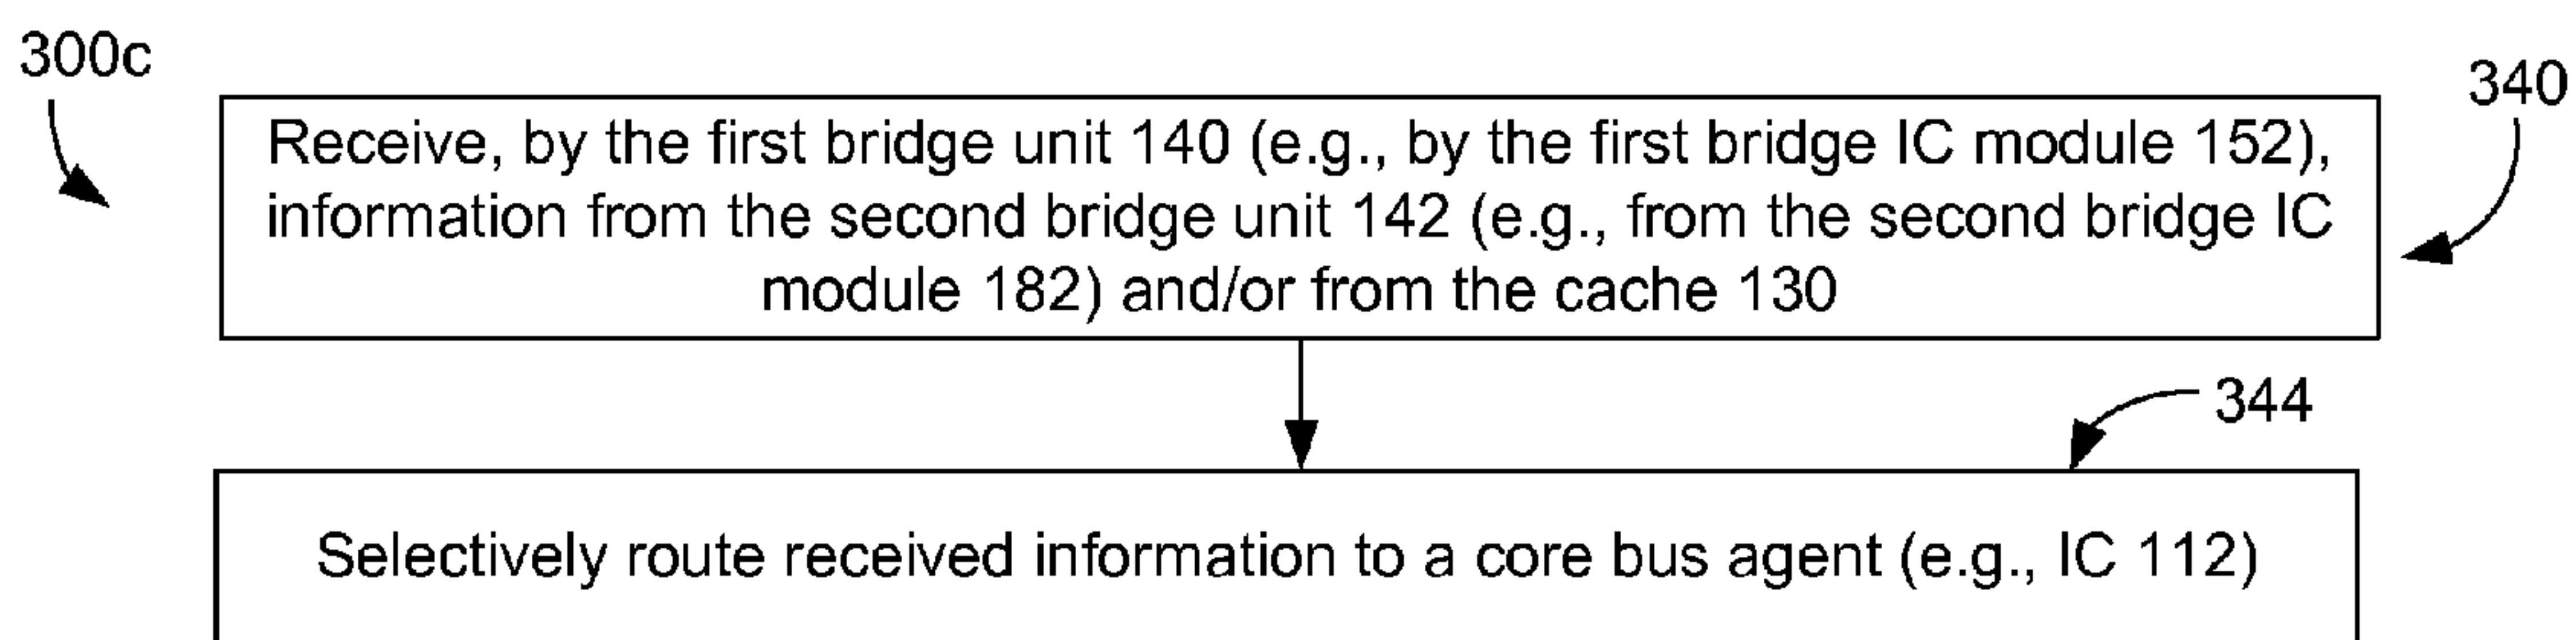 300c
340
Receive, by the first bridge unit 140 (e.g., by the first bridge IC module 152),
information from the second bridge unit 142 (e.g., from the second bridge IC
module 182) and/or from the cache 130
344
Selectively route received information to a core bus agent (e.g., IC 112)